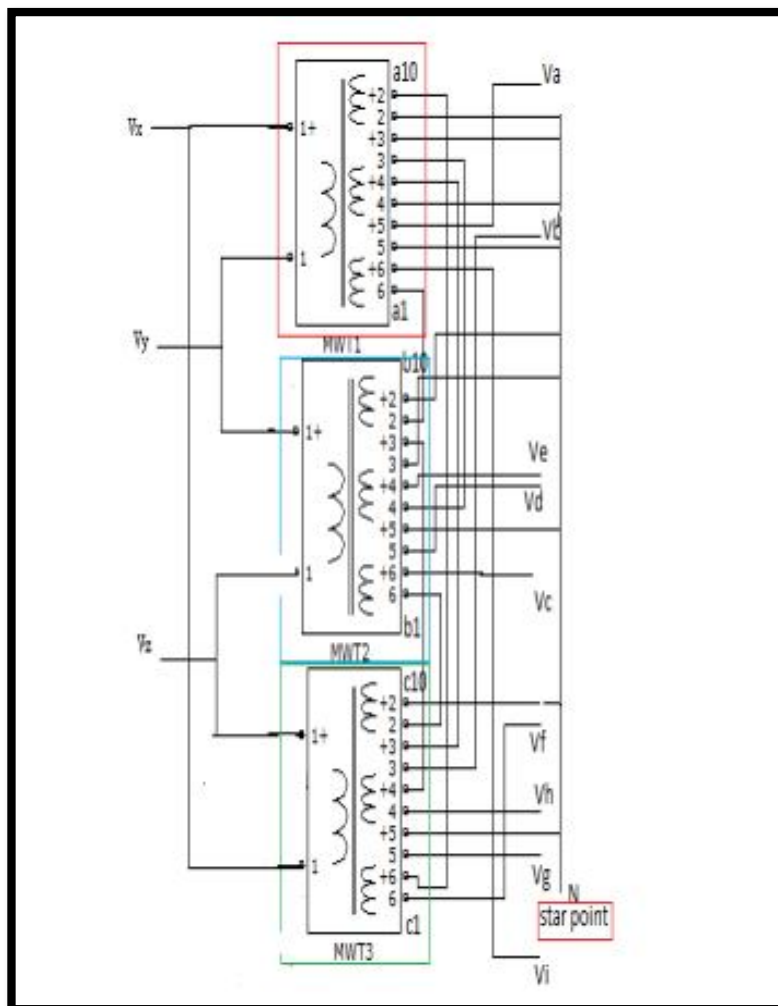 a10
Va
+2
2
Vx
1+
+3
3
+4
4
+5
Vb
5
1
+6
6
a1
MWT1
Vy
b10
+2
2
1+
+3
3
Ve
+4
4
Vd
+5
5
1
+6
6
Vc
b1
MWT2
Vz
c10
+2
2
1+
Vf
+3
3
+4
Vh
4
+5
1
5
Vg
+6
6
N
star point
c1
MWT3
Vi